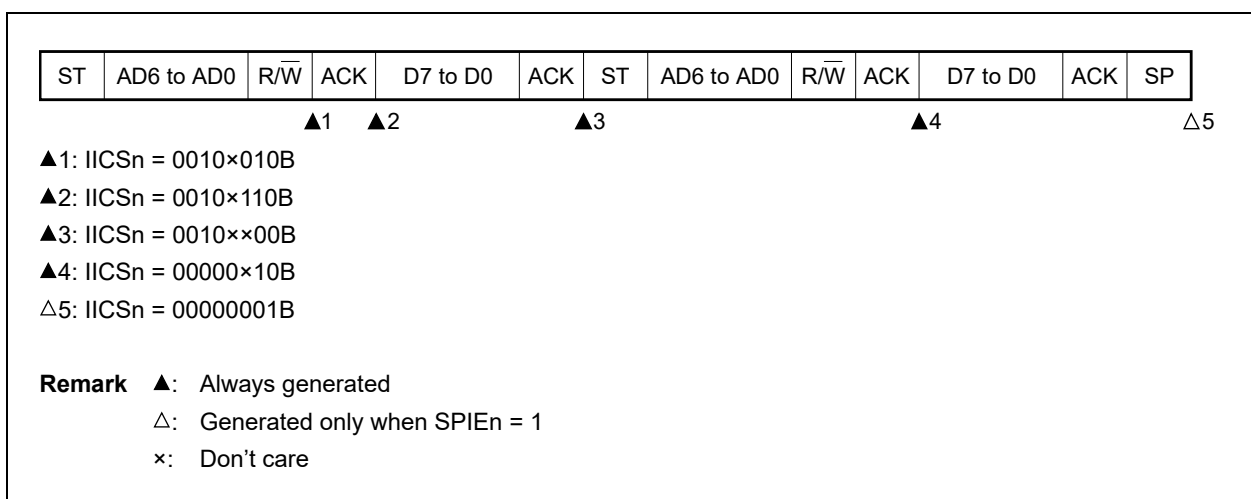 ST AD6 to AD0 R/W̅ ACK D7 to D0 ACK ST AD6 to AD0 R/W̅ ACK D7 to D0 ACK SP
▲1 ▲2 ▲3 ▲4 △5
▲1: IICSn = 0010×010B
▲2: IICSn = 0010×110B
▲3: IICSn = 0010××00B
▲4: IICSn = 00000×10B
△5: IICSn = 00000001B
Remark ▲: Always generated
△: Generated only when SPIEn = 1
×: Don't care